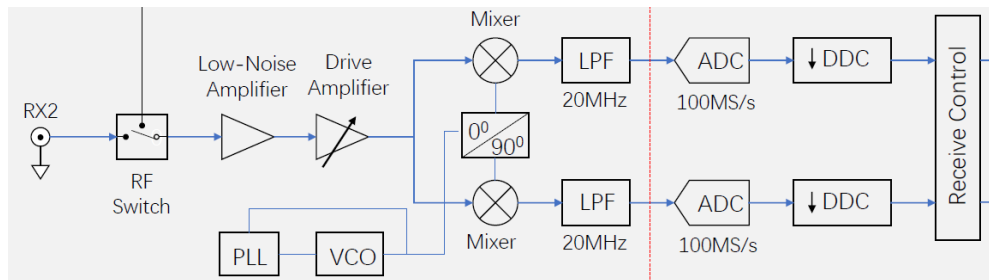 Mixer
Low-Noise
Amplifier
Drive
Amplifier
LPF
ADC
DDC
RX2
20MHz
100MS/s
0⁰
90⁰
RF
Switch
LPF
ADC
DDC
PLL
VCO
Mixer
20MHz
100MS/s
Receive Control